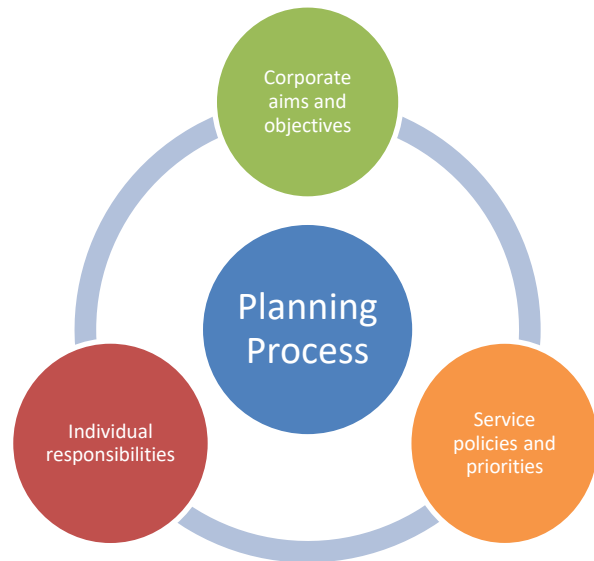 Corporate
aims and
objectives
Planning
Process
Individual
responsibilities
Service
policies and
priorities